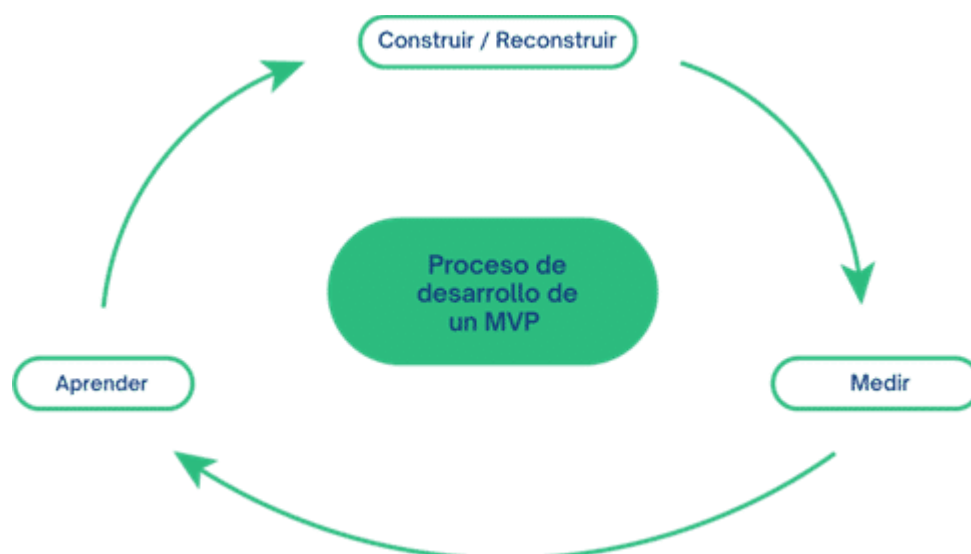 Construir / Reconstruir
Proceso de
desarrollo de
un MVP
Aprender
Medir